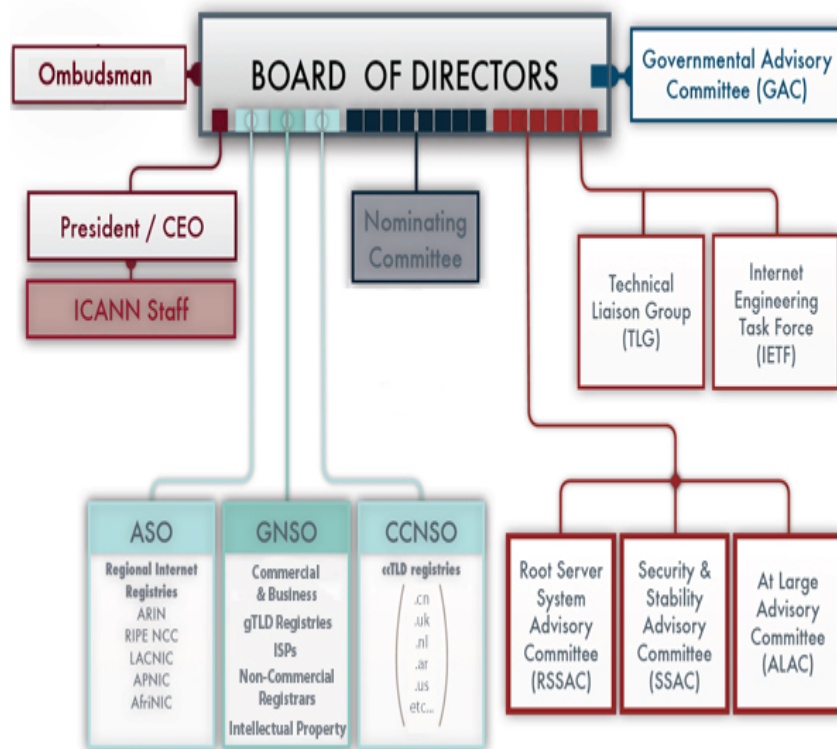 Ombudsman
BOARD OF DIRECTORS
Governmental Advisory
Committee (GAC)
President / CEO
ICANN Staff
Nominating
Committee
Technical
Liaison Group
(TLG)
Internet
Engineering
Task Force
(IETF)
ASO
Regional Internet
Registries
ARIN
RIPE NCC
LACNIC
APNIC
AfriNIC
GNSO
Commercial
& Business
gTLD Registries
ISPs
Non-Commercial
Registrars
Intellectual Property
CCNSO
ccTLD registries
.cn
.uk
.nl
.ar
.us
etc...
Root Server
System
Advisory
Committee
(RSSAC)
Security &
Stability
Advisory
Committee
(SSAC)
At Large
Advisory
Committee
(ALAC)